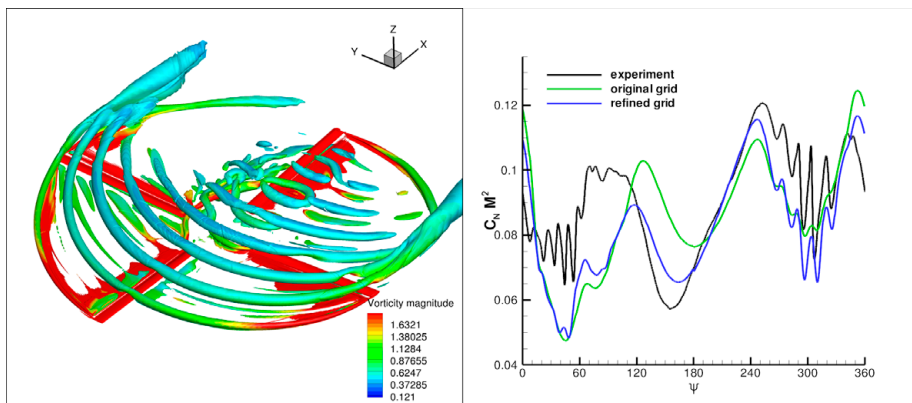 Z
Y
X
Vorticity magnitude
1.6321
1.38025
1.1284
0.87655
0.6247
0.37285
0.121
experiment
original grid
refined grid
C_N M²
0.12
0.1
0.08
0.06
0.04
0
60
120
180
240
300
360
Ψ